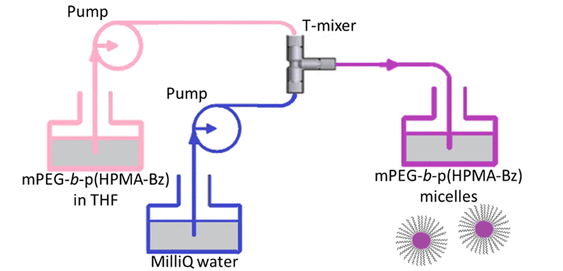 Pump
T-mixer
Pump
mPEG-b-p(HPMA-Bz)
in THF
mPEG-b-p(HPMA-Bz)
micelles
MilliQ water